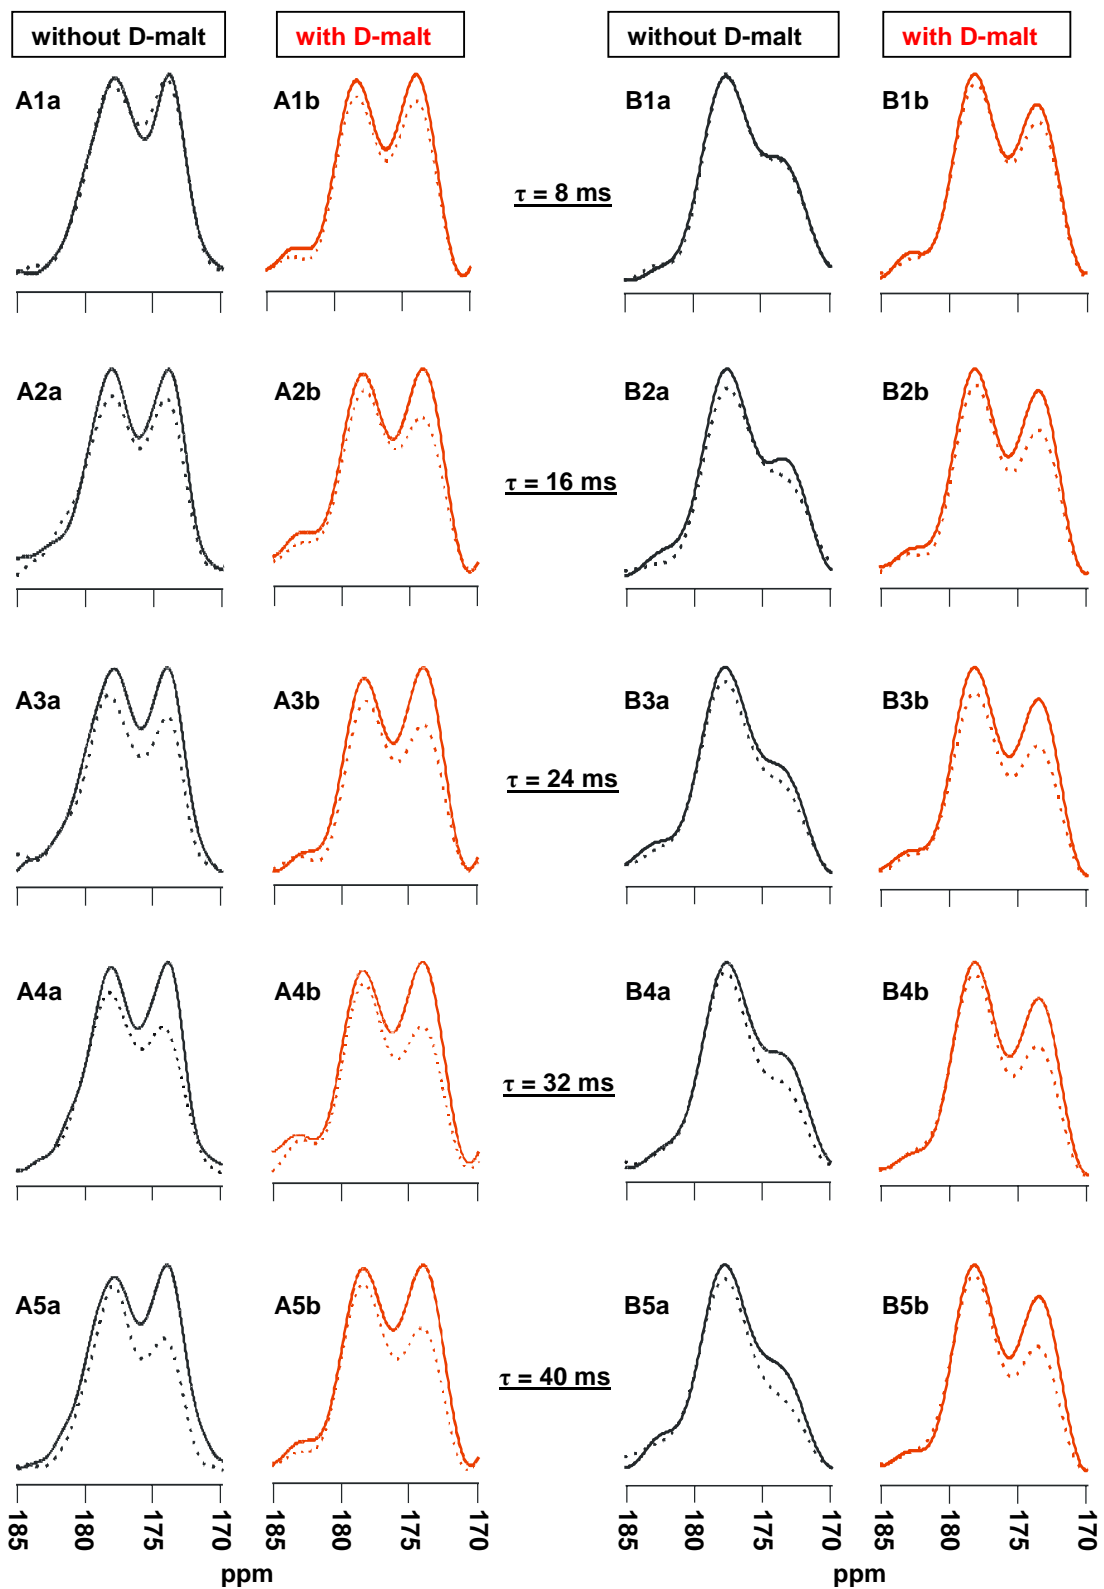 without D-malt with D-malt without D-malt with D-malt
A1a A1b B1a B1b
τ = 8 ms
A2a A2b B2a B2b
τ = 16 ms
A3a A3b B3a B3b
τ = 24 ms
A4a A4b B4a B4b
τ = 32 ms
A5a A5b B5a B5b
τ = 40 ms
185 180 175 170 185 180 175 170 185 180 175 170 185 180 175 170
ppm ppm